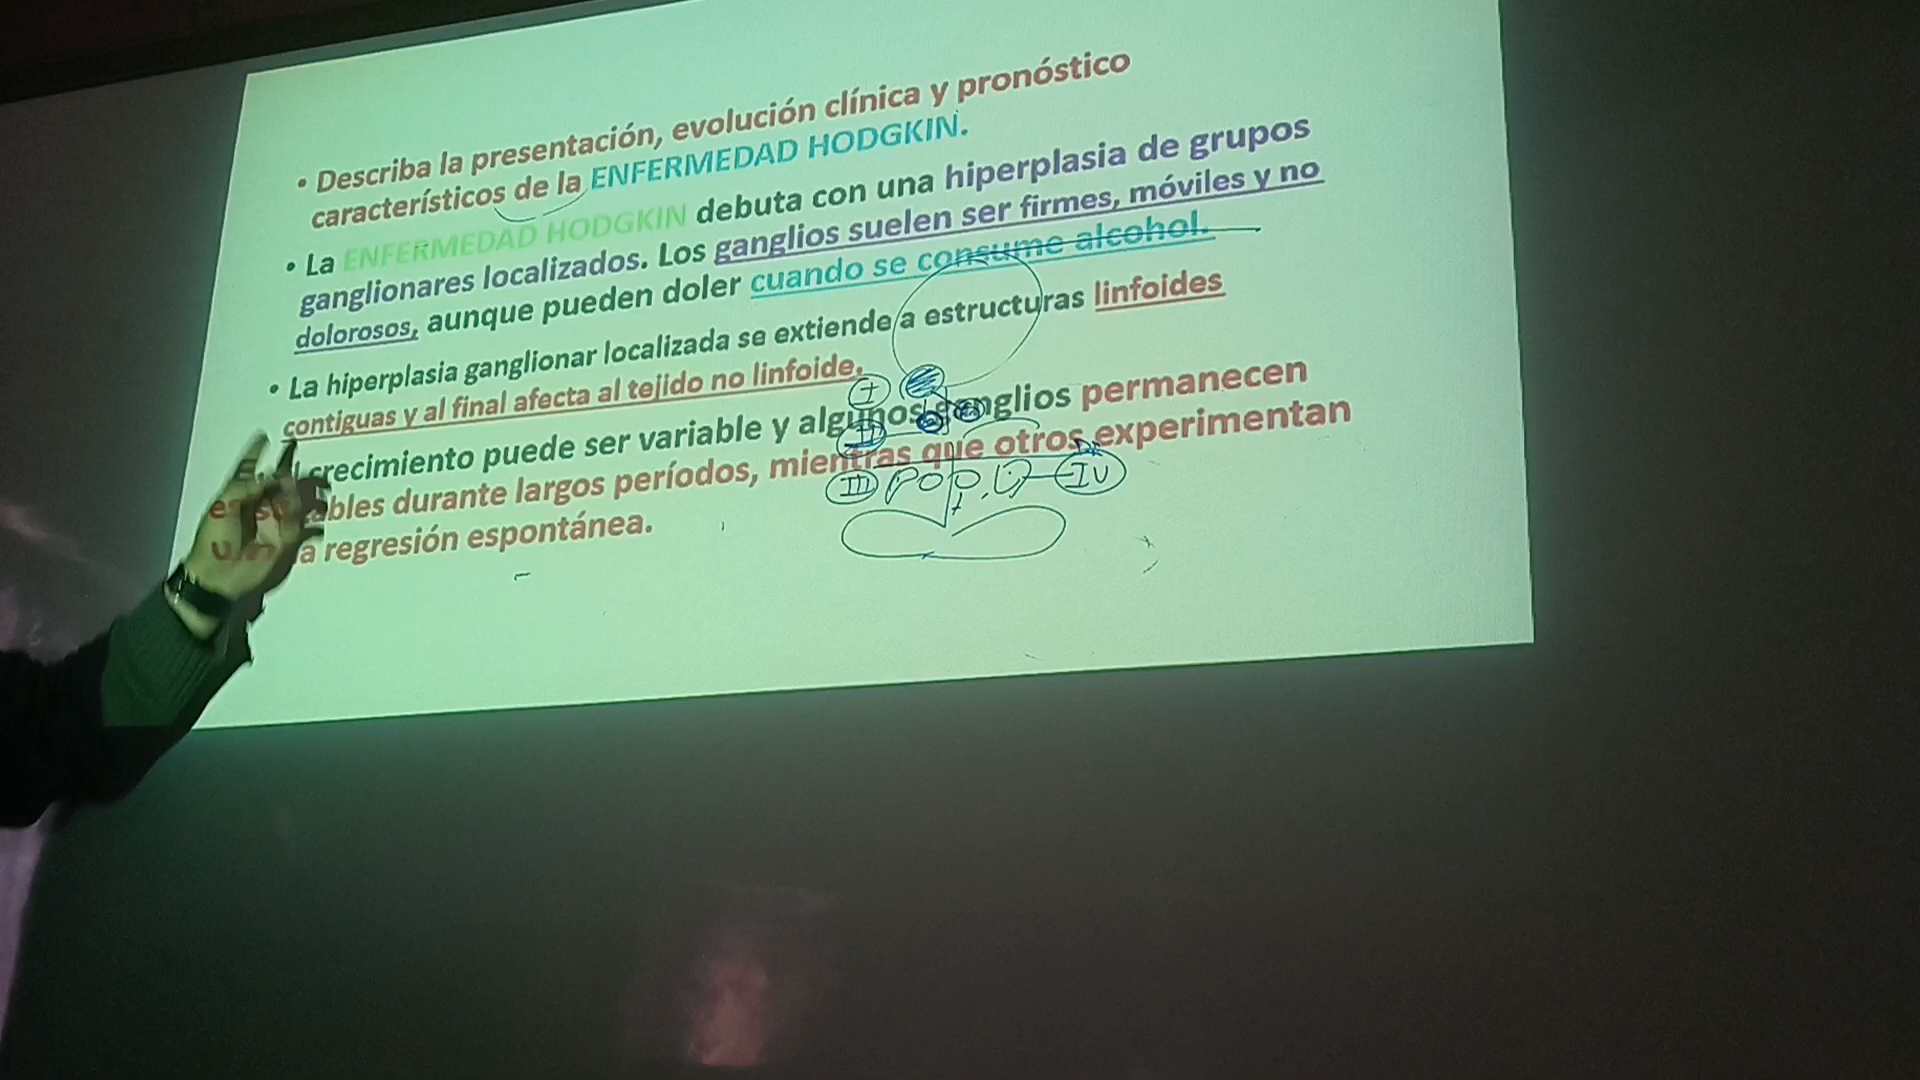 • Describa la presentación, evolución clínica y pronóstico
característicos de la ENFERMEDAD HODGKIN.
• La ENFERMEDAD HODGKIN debuta con una hiperplasia de grupos
ganglionares localizados. Los ganglios suelen ser firmes, móviles y no
dolorosos, aunque pueden doler cuando se consume alcohol.
• La hiperplasia ganglionar localizada se extiende a estructuras linfoides
contiguas y al final afecta al tejido no linfoide.
crecimiento puede ser variable y algunos ganglios permanecen
durante largos períodos, mientras que otros experimentan
regresión espontánea.
II
III
IV